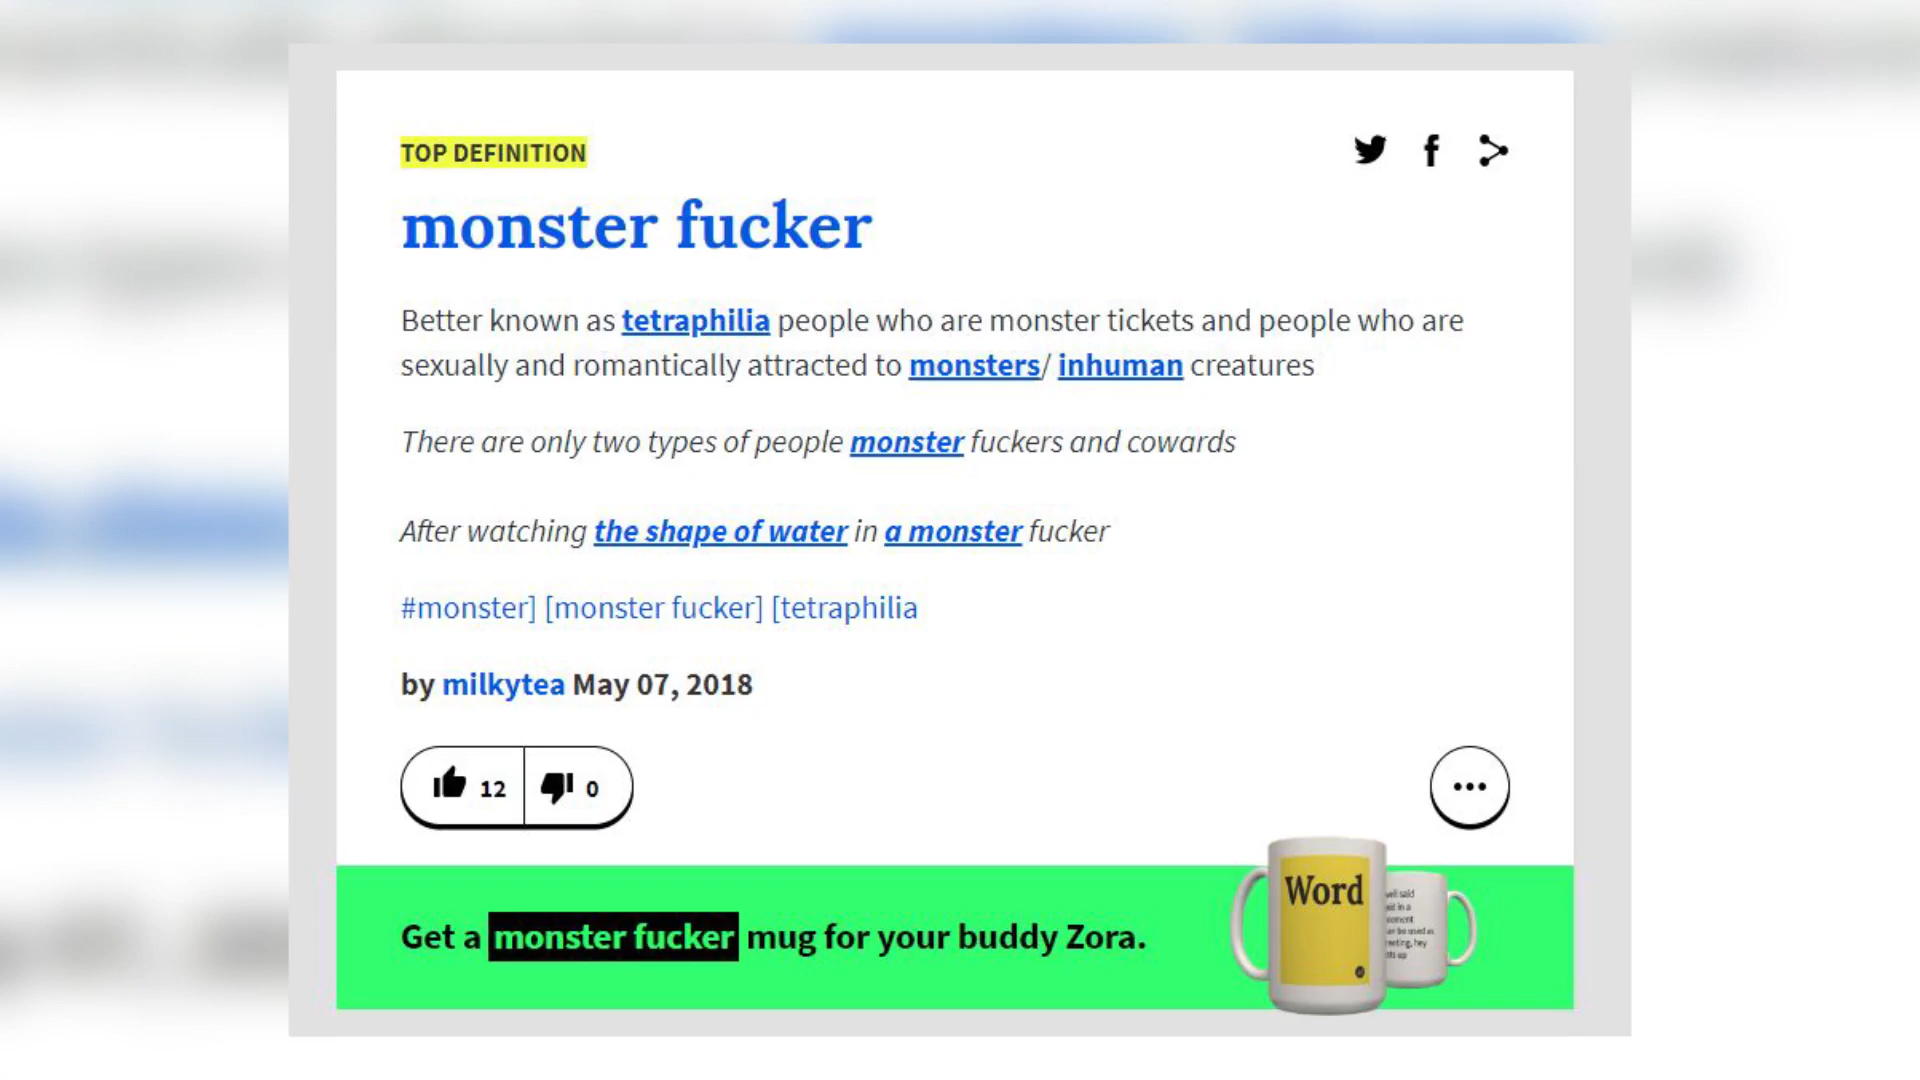 TOP DEFINITION
monster fucker
Better known as tetraphilia people who are monster tickets and people who are
sexually and romantically attracted to monsters/ inhuman creatures
There are only two types of people monster fuckers and cowards
After watching the shape of water in a monster fucker
#monster] [monster fucker] [tetraphilia
by milkytea May 07, 2018
12 0
Get a monster fucker mug for your buddy Zora.
Word